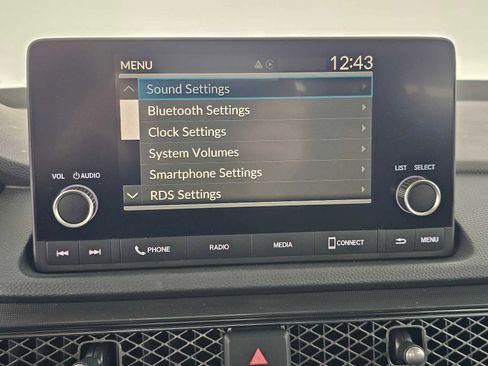 MENU 12:43
Sound Settings
Bluetooth Settings
Clock Settings
System Volumes
Smartphone Settings
RDS Settings
VOL AUDIO
LIST SELECT
PHONE RADIO MEDIA CONNECT MENU